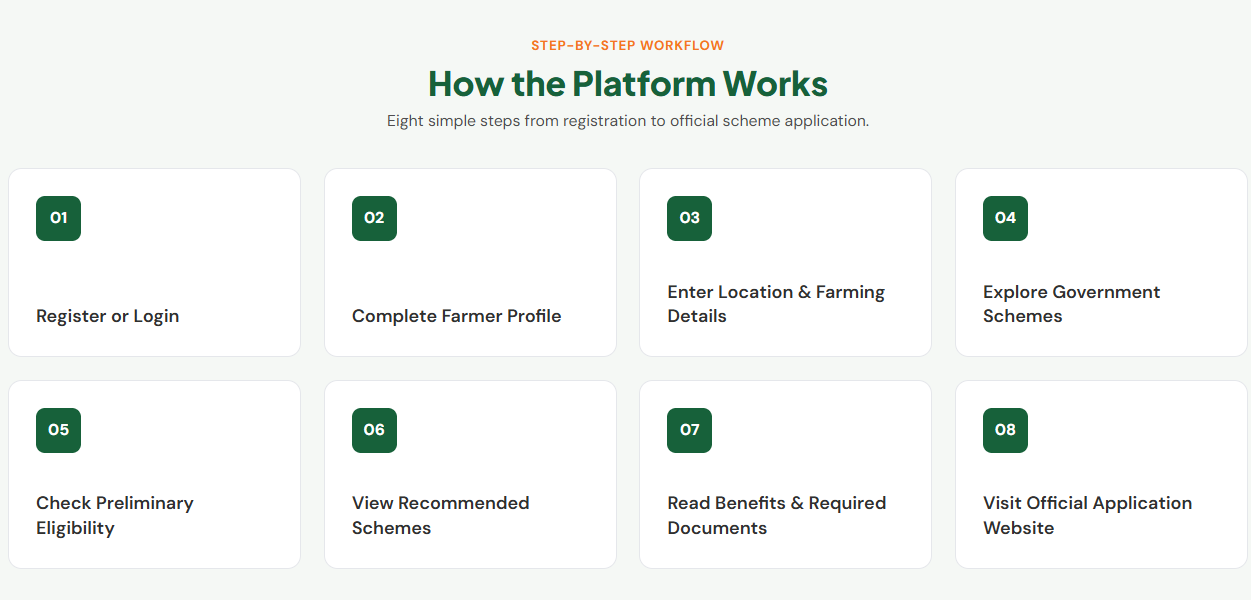 STEP-BY-STEP WORKFLOW
How the Platform Works
Eight simple steps from registration to official scheme application.
01
Register or Login
02
Complete Farmer Profile
03
Enter Location & Farming
Details
04
Explore Government
Schemes
05
Check Preliminary
Eligibility
06
View Recommended
Schemes
07
Read Benefits & Required
Documents
08
Visit Official Application
Website